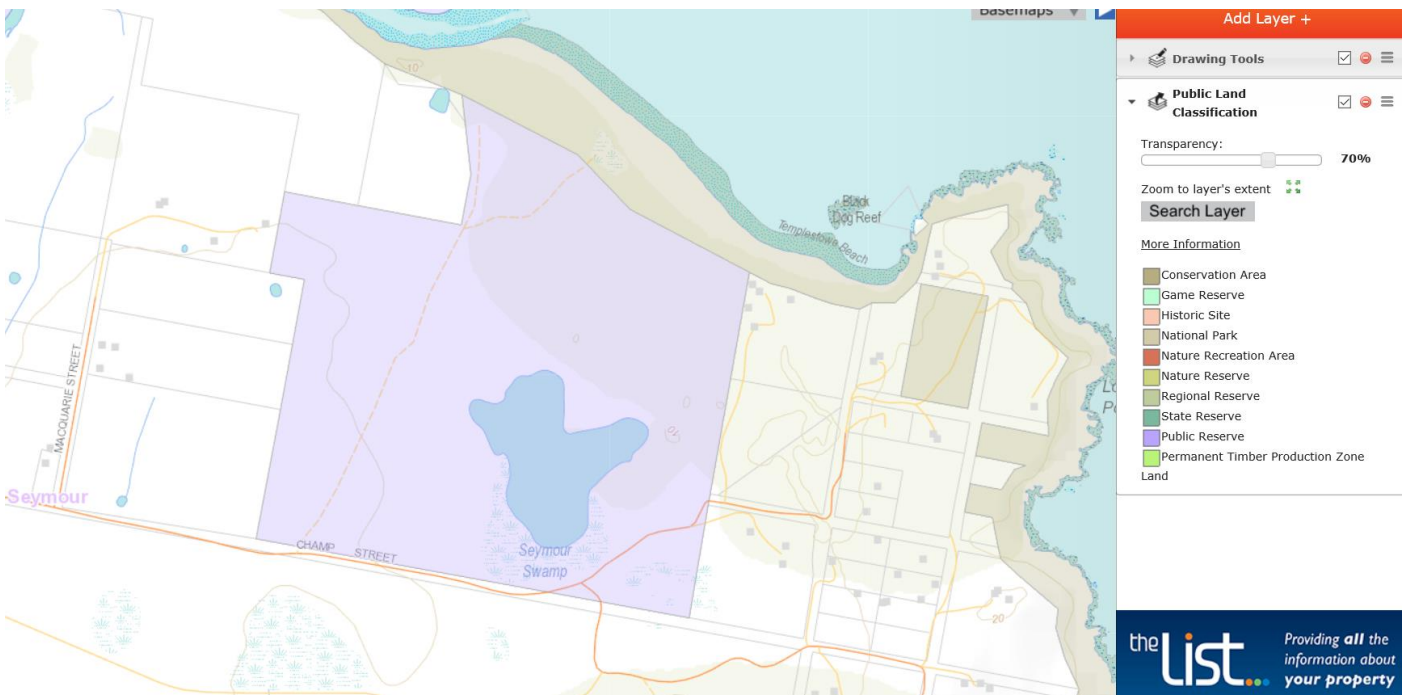 Basemaps
10
Black
Dog Reef
Templestowe Beach
0
0
10
MACQUARIE STREET
Seymour
CHAMP STREET
Seymour
Swamp
20
Add Layer +
Drawing Tools
Public Land
Classification
Transparency:
70%
Zoom to layer's extent
Search Layer
More Information
Conservation Area
Game Reserve
Historic Site
National Park
Nature Recreation Area
Nature Reserve
Regional Reserve
State Reserve
Public Reserve
Permanent Timber Production Zone
Land
the List...
Providing all the
information about
your property